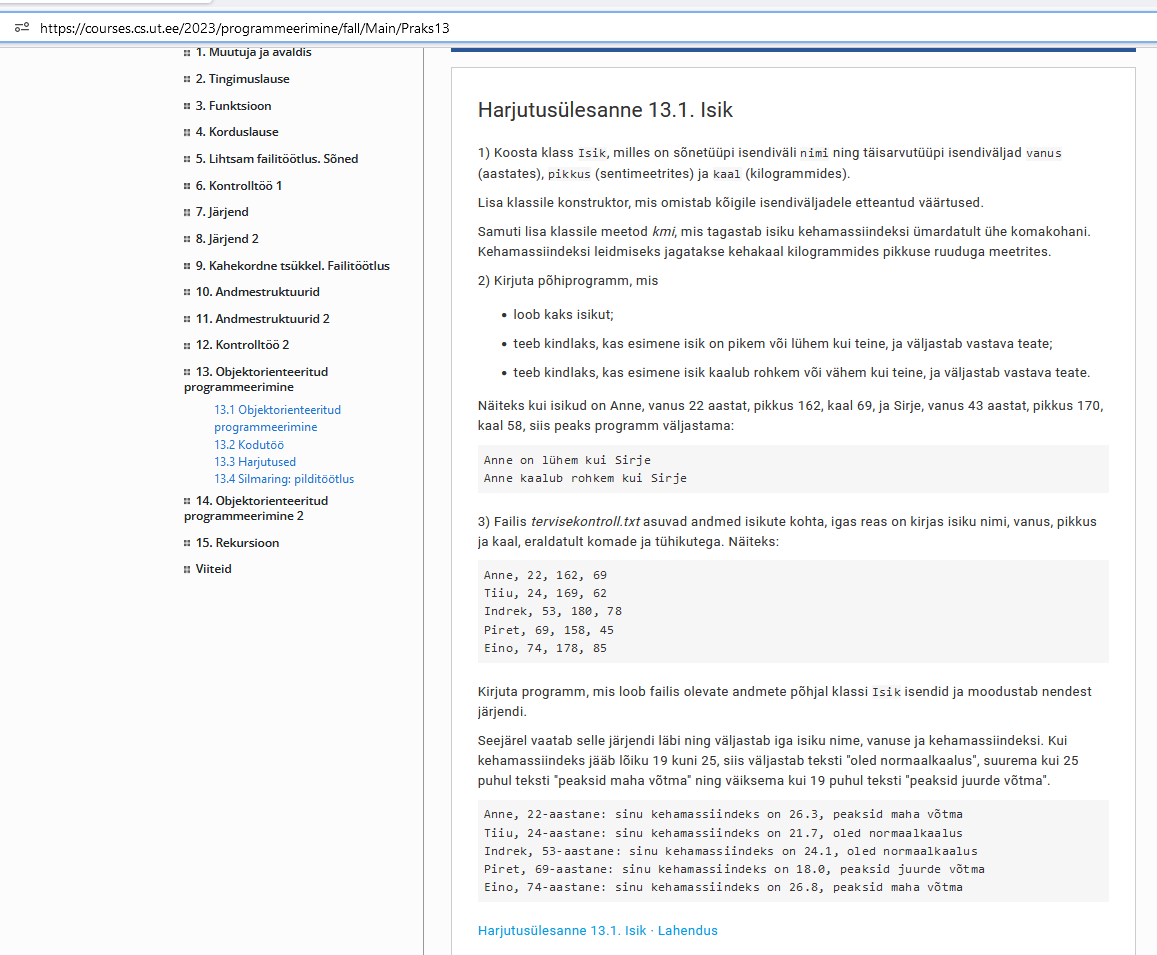 https://courses.cs.ut.ee/2023/programmeerimine/fall/Main/Praks13
1. Muutuja ja avaldis
2. Tingimuslause
3. Funktsioon
4. Korduslause
5. Lihtsam failitöötlus. Sõned
6. Kontrolltöö 1
7. Järjend
8. Järjend 2
9. Kahekordne tsükkel. Failitöötlus
10. Andmestruktuurid
11. Andmestruktuurid 2
12. Kontrolltöö 2
13. Objektorienteeritud
programmeerimine
13.1 Objektorienteeritud
programmeerimine
13.2 Kodutöö
13.3 Harjutused
13.4 Silmaring: pilditöötlus
14. Objektorienteeritud
programmeerimine 2
15. Rekursioon
Viiteid
Harjutusülesanne 13.1. Isik
1) Koosta klass Isik, milles on sõnetüüpi isendiväli nimi ning täisarvutüüpi isendiväljad vanus
(aastates), pikkus (sentimeetrites) ja kaal (kilogrammides).
Lisa klassile konstruktor, mis omistab kõigile isendiväljadele etteantud väärtused.
Samuti lisa klassile meetod kmi, mis tagastab isiku kehamassiindeksi ümardatult ühe komakohani.
Kehamassiindeksi leidmiseks jagatakse kehakaal kilogrammides pikkuse ruuduga meetrites.
2) Kirjuta põhiprogramm, mis
• loob kaks isikut;
• teeb kindlaks, kas esimene isik on pikem või lühem kui teine, ja väljastab vastava teate;
• teeb kindlaks, kas esimene isik kaalub rohkem või vähem kui teine, ja väljastab vastava teate.
Näiteks kui isikud on Anne, vanus 22 aastat, pikkus 162, kaal 69, ja Sirje, vanus 43 aastat, pikkus 170,
kaal 58, siis peaks programm väljastama:
Anne on lühem kui Sirje
Anne kaalub rohkem kui Sirje
3) Failis tervisekontroll.txt asuvad andmed isikute kohta, igas reas on kirjas isiku nimi, vanus, pikkus
ja kaal, eraldatult komade ja tühikutega. Näiteks:
Anne, 22, 162, 69
Tiiu, 24, 169, 62
Indrek, 53, 180, 78
Piret, 69, 158, 45
Eino, 74, 178, 85
Kirjuta programm, mis loob failis olevate andmete põhjal klassi Isik isendid ja moodustab nendest
järjendi.
Seejärel vaatab selle järjendi läbi ning väljastab iga isiku nime, vanuse ja kehamassiindeksi. Kui
kehamassiindeks jääb lõiku 19 kuni 25, siis väljastab teksti "oled normaalkaalus", suurema kui 25
puhul teksti "peaksid maha võtma" ning väiksema kui 19 puhul teksti "peaksid juurde võtma".
Anne, 22-aastane: sinu kehamassiindeks on 26.3, peaksid maha võtma
Tiiu, 24-aastane: sinu kehamassiindeks on 21.7, oled normaalkaalus
Indrek, 53-aastane: sinu kehamassiindeks on 24.1, oled normaalkaalus
Piret, 69-aastane: sinu kehamassiindeks on 18.0, peaksid juurde võtma
Eino, 74-aastane: sinu kehamassiindeks on 26.8, peaksid maha võtma
Harjutusülesanne 13.1. Isik · Lahendus